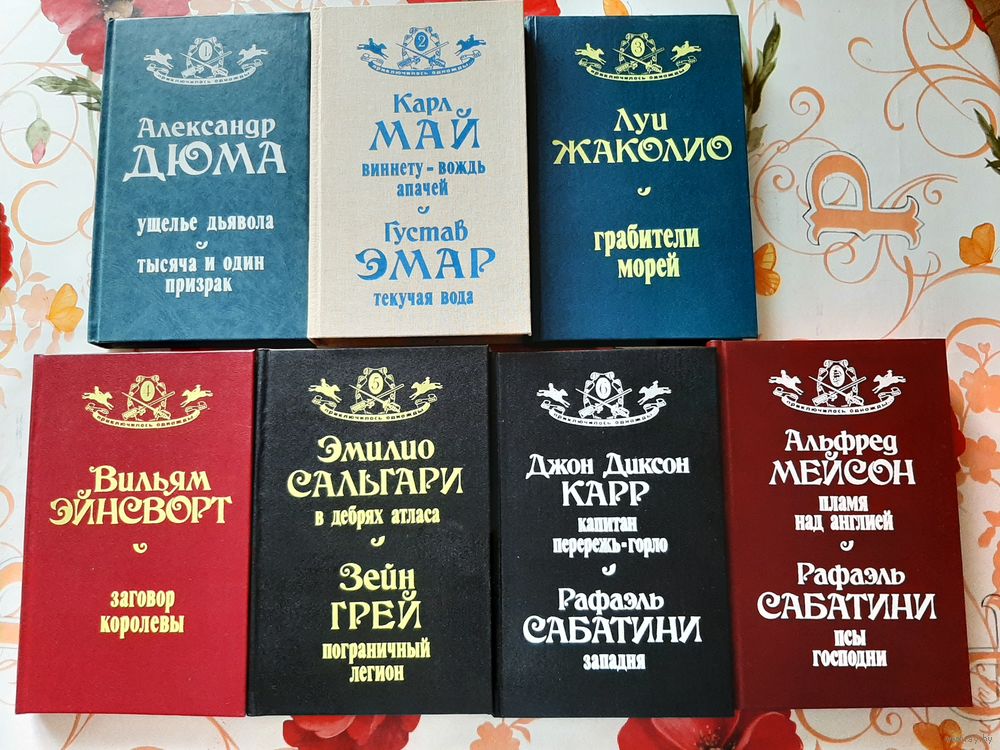 0
приключилось однажды
Александр
ДЮМА
ущелье дьявола
тысяча и один
призрак
2
приключилось однажды
Карл
МАЙ
виннету - вождь
апачей
Густав
ЭМАР
текучая вода
3
приключилось однажды
Луи
ЖАКОЛИО
грабители
морей
приключилось однажды
Вильям
ЭЙНСВОРТ
заговор
королевы
5
приключилось однажды
Эмилио
САЛЬГАРИ
в дебрях атласа
Зейн
ГРЕЙ
пограничный
легион
6
приключилось однажды
Джон Диксон
КАРР
капитан
перережь-горло
Рафаэль
САБАТИНИ
западня
приключилось однажды
Альфред
МЕЙСОН
пламя
над англией
Рафаэль
САБАТИНИ
псы
господни